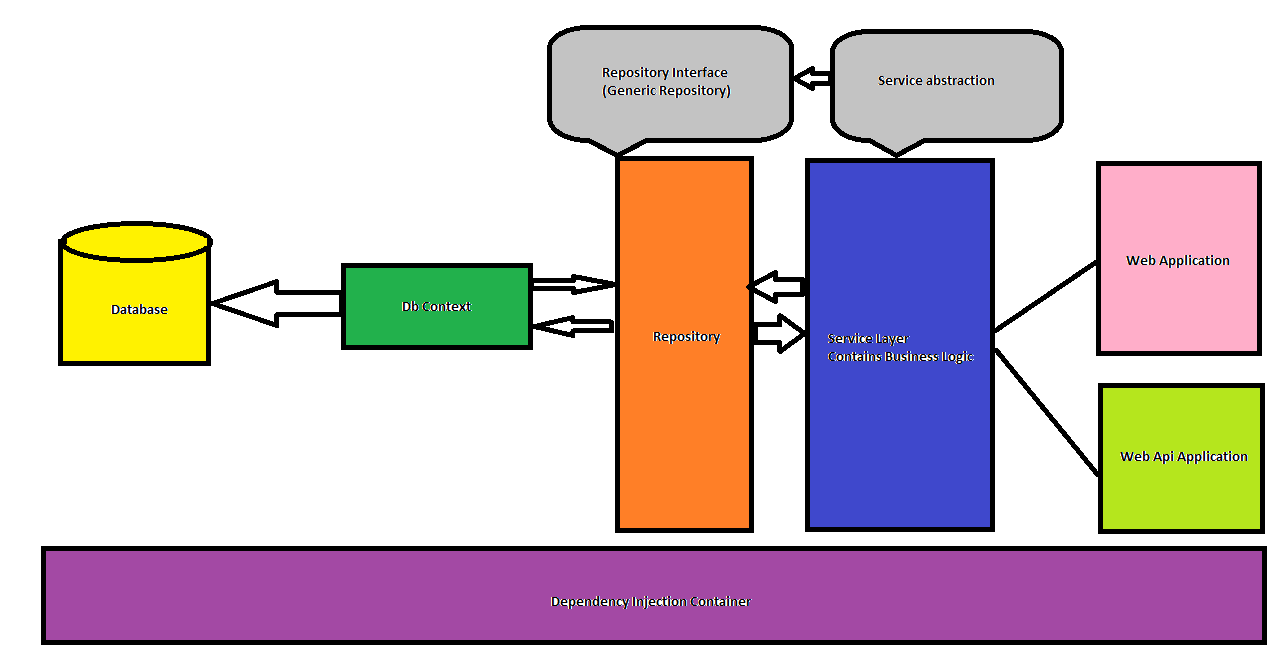 Repository Interface
(Generic Repository)
Service abstraction
Web Application
Database
Db Context
Repository
Service Layer
Contains Business Logic
Web Api Application
Dependency Injection Container